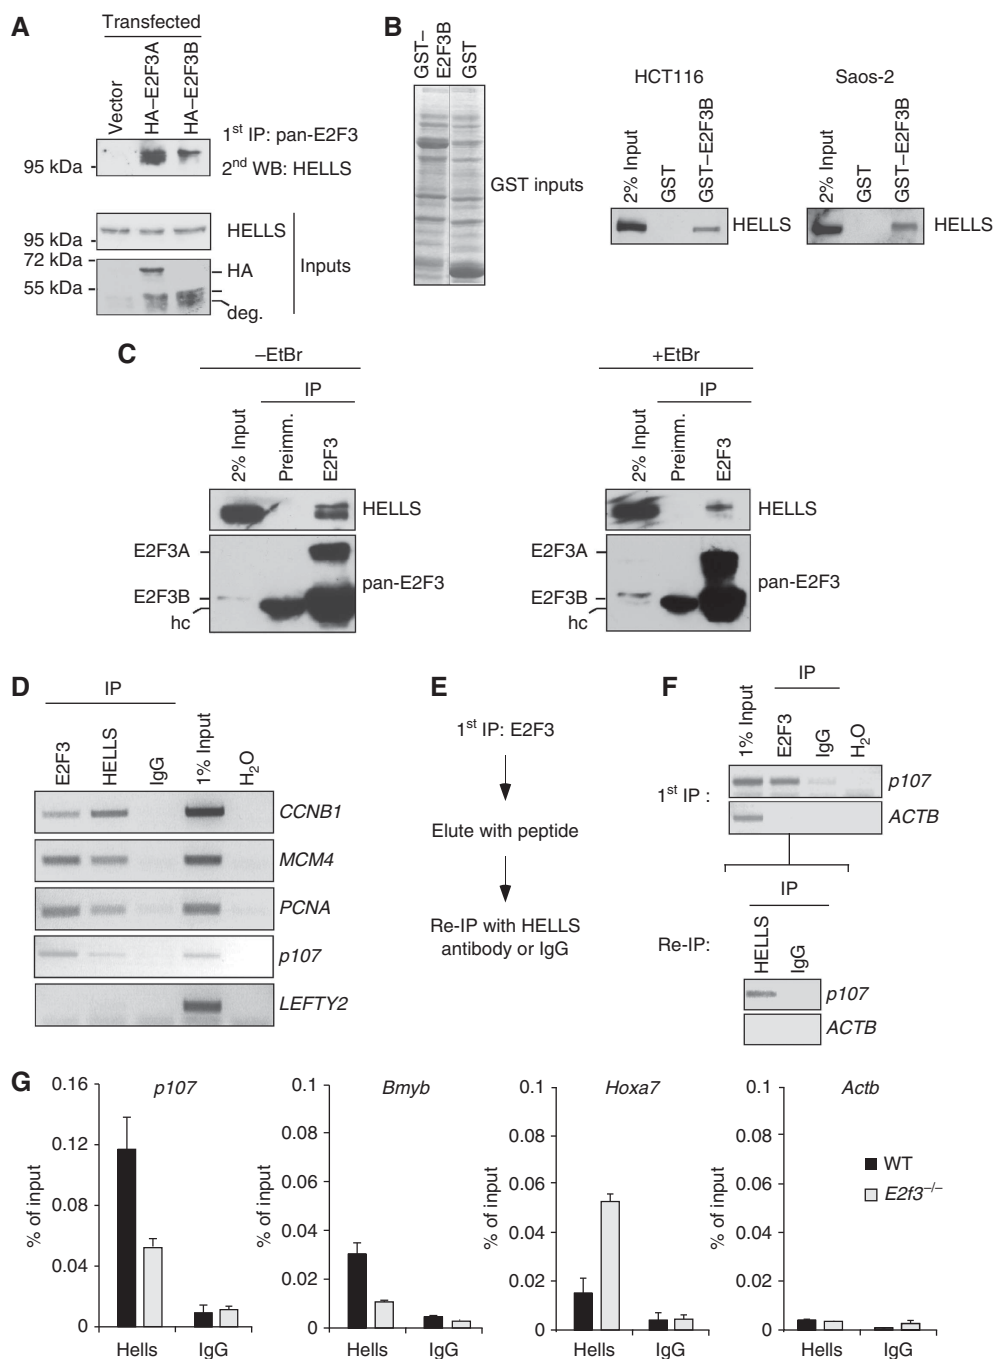 A
Transfected
Vector
HA–E2F3A
HA–E2F3B
95 kDa
1st IP: pan-E2F3
2nd WB: HELLS
95 kDa
HELLS
72 kDa
HA
55 kDa
deg.
Inputs
B
GST–
E2F3B
GST
GST inputs
HCT116
2% Input
GST
GST–E2F3B
HELLS
Saos-2
2% Input
GST
GST–E2F3B
HELLS
C
–EtBr
IP
2% Input
Preimm.
E2F3
HELLS
E2F3A
E2F3B
hc
pan-E2F3
+EtBr
IP
2% Input
Preimm.
E2F3
HELLS
E2F3A
E2F3B
hc
pan-E2F3
D
IP
E2F3
HELLS
IgG
1% Input
H2O
CCNB1
MCM4
PCNA
p107
LEFTY2
E
1st IP: E2F3
Elute with peptide
Re-IP with HELLS
antibody or IgG
F
IP
1% Input
E2F3
IgG
H2O
1st IP :
p107
ACTB
IP
Re-IP:
HELLS
IgG
p107
ACTB
G
p107
% of input
0.16
0.12
0.08
0.04
0
Hells
IgG
Bmyb
% of input
0.1
0.08
0.06
0.04
0.02
0
Hells
IgG
Hoxa7
% of input
0.1
0.08
0.06
0.04
0.02
0
Hells
IgG
Actb
% of input
0.1
0.08
0.06
0.04
0.02
0
Hells
IgG
WT
E2f3–/–